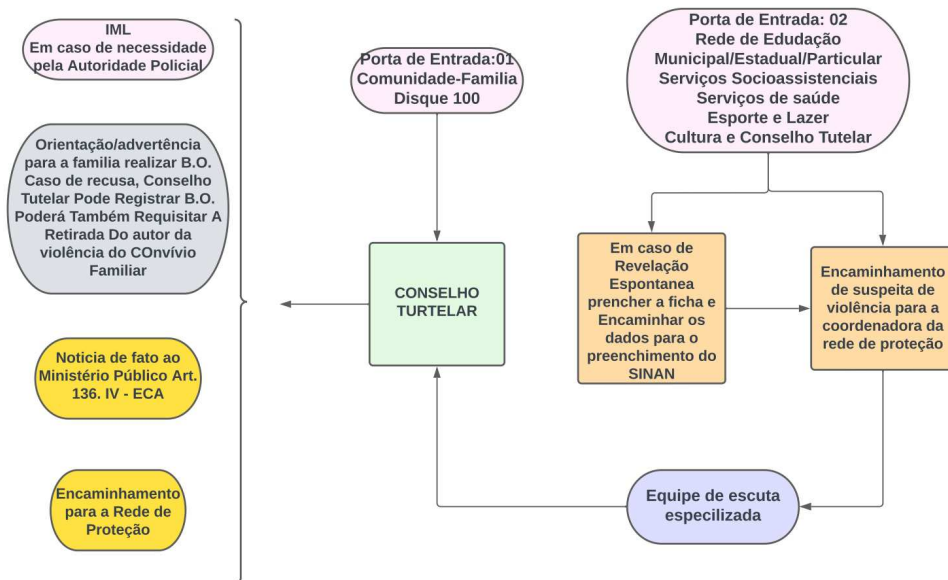 IML
Em caso de necessidade
pela Autoridade Policial
Orientação/advertência
para a familia realizar B.O.
Caso de recusa, Conselho
Tutelar Pode Registrar B.O.
Poderá Também Requisitar A
Retirada Do autor da
violência do COnvívio
Familiar
Noticia de fato ao
Ministério Público Art.
136. IV - ECA
Encaminhamento
para a Rede de
Proteção
Porta de Entrada:01
Comunidade-Familia
Disque 100
CONSELHO
TURTELAR
Porta de Entrada: 02
Rede de Edudação
Municipal/Estadual/Particular
Serviços Socioassistenciais
Serviços de saúde
Esporte e Lazer
Cultura e Conselho Tutelar
Em caso de
Revelação
Espontanea
prencher a ficha e
Encaminhar os
dados para o
preenchimento do
SINAN
Encaminhamento
de suspeita de
violência para a
coordenadora da
rede de proteção
Equipe de escuta
especilizada